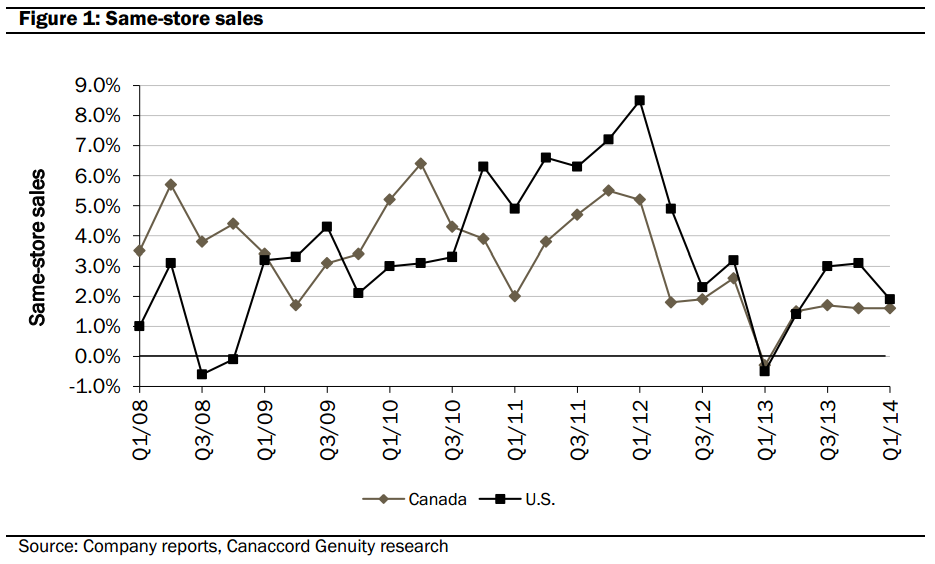 Figure 1: Same-store sales
Same-store sales
9.0%
8.0%
7.0%
6.0%
5.0%
4.0%
3.0%
2.0%
1.0%
0.0%
-1.0%
Q1/08
Q3/08
Q1/09
Q3/09
Q1/10
Q3/10
Q1/11
Q3/11
Q1/12
Q3/12
Q1/13
Q3/13
Q1/14
Canada
U.S.
Source: Company reports, Canaccord Genuity research